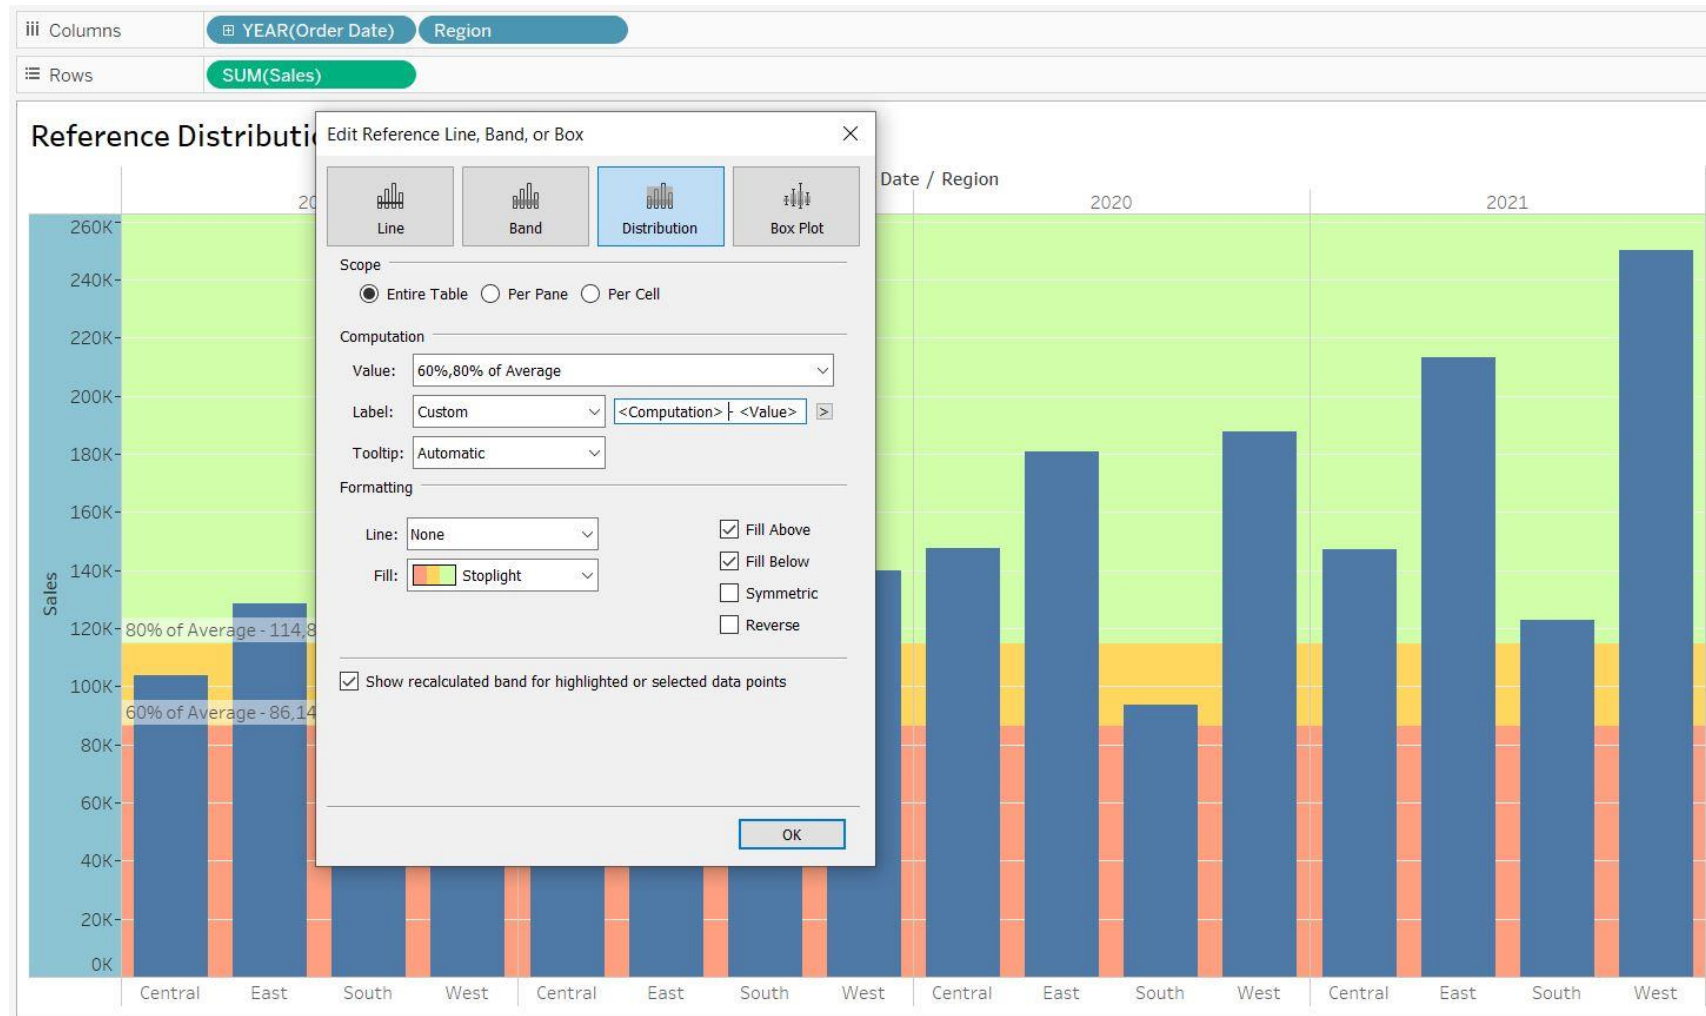 Columns YEAR(Order Date) Region
Rows SUM(Sales)
Reference Distributi
Edit Reference Line, Band, or Box
Line Band Distribution Box Plot
Scope
Entire Table Per Pane Per Cell
Computation
Value: 60%,80% of Average
Label: Custom <Computation> - <Value> >
Tooltip: Automatic
Formatting
Line: None
Fill: Stoplight
Fill Above
Fill Below
Symmetric
Reverse
Show recalculated band for highlighted or selected data points
OK
Date / Region
20 2020 2021
Sales
260K
240K
220K
200K
180K
160K
140K
120K
100K
80K
60K
40K
20K
0K
80% of Average - 114,8
60% of Average - 86,14
Central East South West Central East South West Central East South West Central East South West